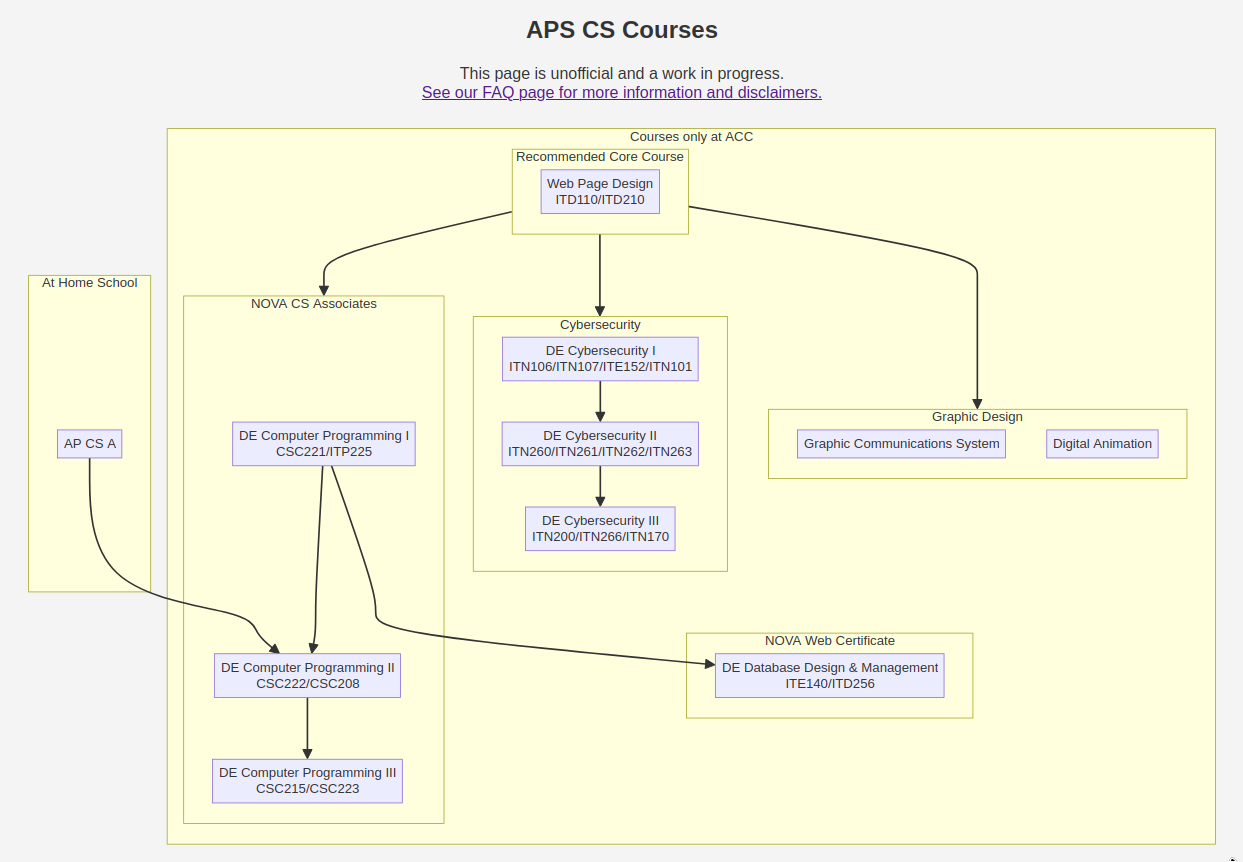 APS CS Courses
This page is unofficial and a work in progress.
See our FAQ page for more information and disclaimers.
Courses only at ACC
Recommended Core Course
Web Page Design
ITD110/ITD210
At Home School
AP CS A
NOVA CS Associates
DE Computer Programming I
CSC221/ITP225
DE Computer Programming II
CSC222/CSC208
DE Computer Programming III
CSC215/CSC223
Cybersecurity
DE Cybersecurity I
ITN106/ITN107/ITE152/ITN101
DE Cybersecurity II
ITN260/ITN261/ITN262/ITN263
DE Cybersecurity III
ITN200/ITN266/ITN170
Graphic Design
Graphic Communications System
Digital Animation
NOVA Web Certificate
DE Database Design & Management
ITE140/ITD256